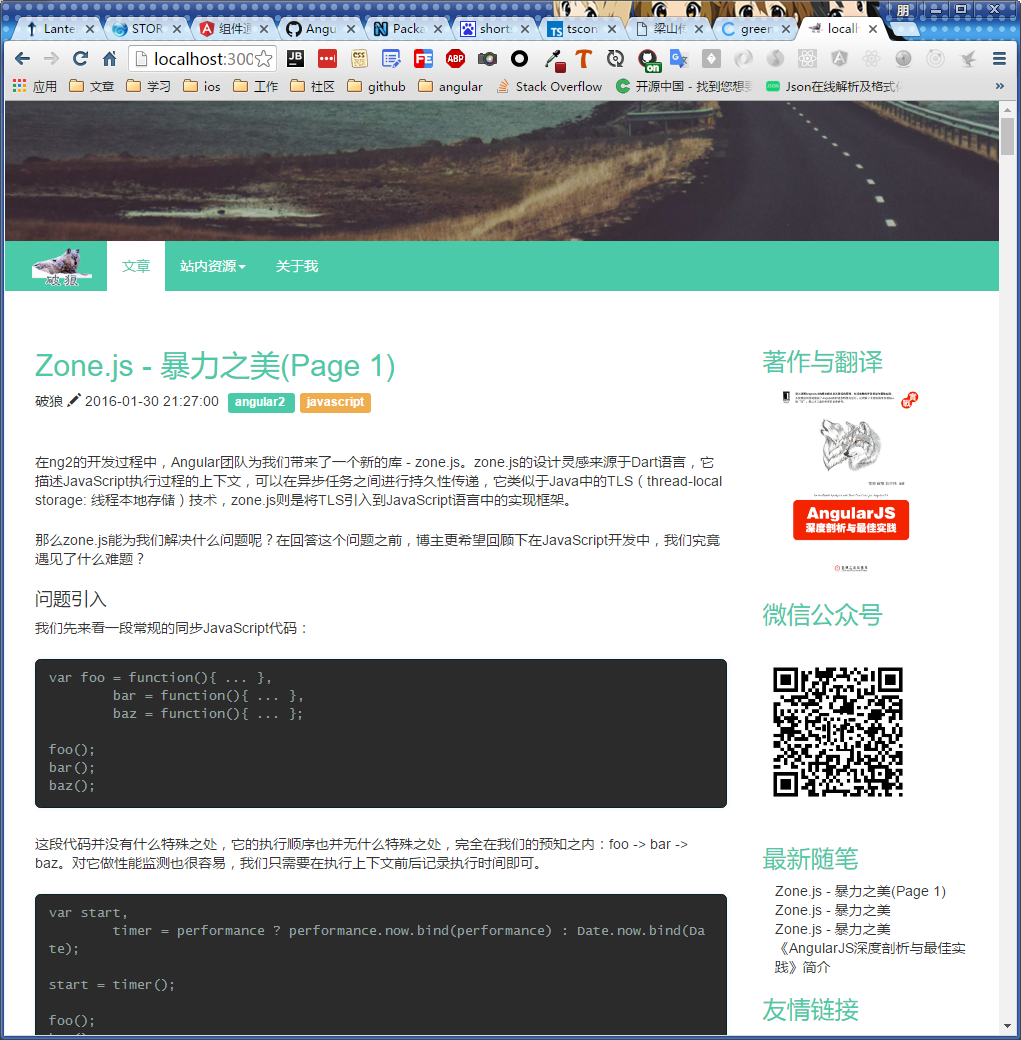 朋
Lante
STOR
组件通
Angu
Packa
short
TS
tscon
梁山伯
green
locall
localhost:300
JB
css
FE
ABP
on
应用
文章
学习
ios
工作
社区
github
angular
Stack Overflow
开源中国 - 找到您想
Json在线解析及格式
»
破狼
文章
站内资源
关于我
Zone.js - 暴力之美(Page 1)
破狼 2016-01-30 21:27:00 angular2 javascript
在ng2的开发过程中，Angular团队为我们带来了一个新的库 - zone.js。zone.js的设计灵感来源于Dart语言，它
描述JavaScript执行过程的上下文，可以在异步任务之间进行持久性传递，它类似于Java中的TLS（thread-local
storage: 线程本地存储）技术，zone.js则是将TLS引入到JavaScript语言中的实现框架。
那么zone.js能为我们解决什么问题呢？在回答这个问题之前，博主更希望回顾下在JavaScript开发中，我们究竟
遇见了什么难题？
问题引入
我们先来看一段常规的同步JavaScript代码：
var foo = function(){ ... },
bar = function(){ ... },
baz = function(){ ... };
foo();
bar();
baz();
这段代码并没有什么特殊之处，它的执行顺序也并无什么特殊之处，完全在我们的预知之内：foo -> bar ->
baz。对它做性能监测也很容易，我们只需要在执行上下文前后记录执行时间即可。
var start,
timer = performance ? performance.now.bind(performance) : Date.now.bind(Da
te);
start = timer();
foo();
著作与翻译
AngularJS
深度剖析与最佳实践
微信公众号
最新随笔
Zone.js - 暴力之美(Page 1)
Zone.js - 暴力之美
Zone.js - 暴力之美
《AngularJS深度剖析与最佳实
践》简介
友情链接